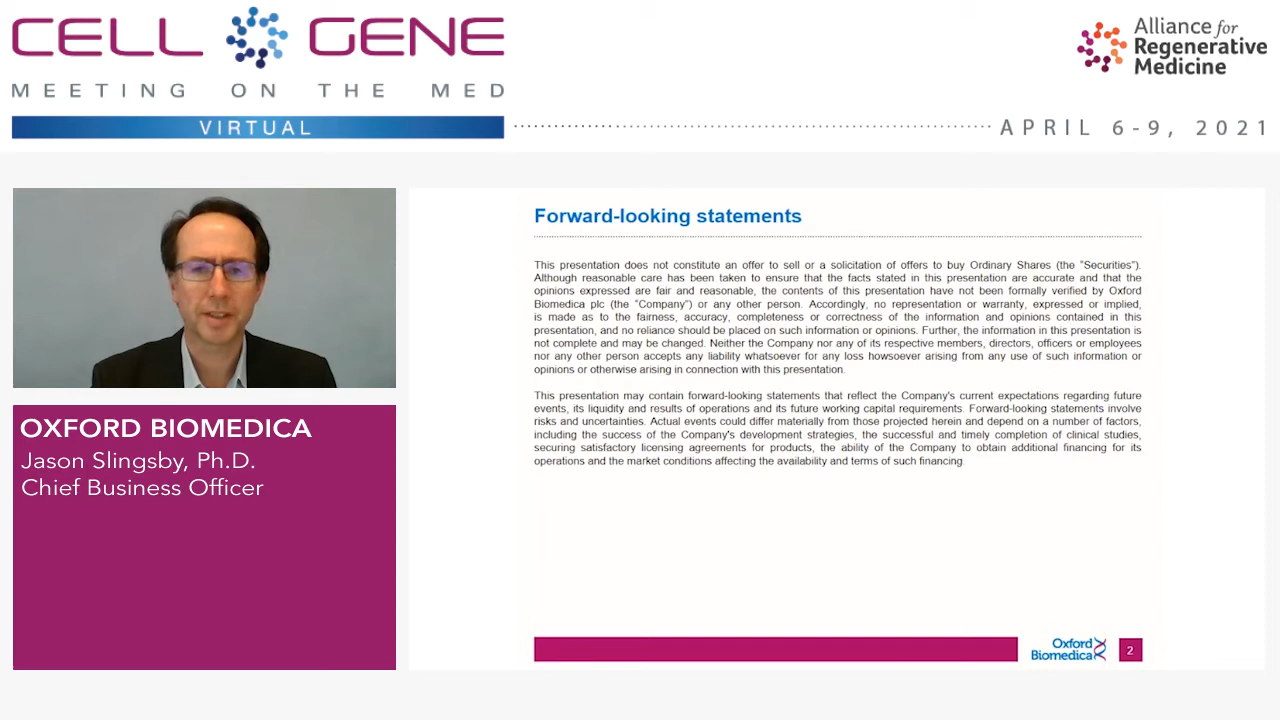 CELL GENE
MEETING ON THE MED
VIRTUAL
Alliance for
Regenerative
Medicine
APRIL 6-9, 2021
OXFORD BIOMEDICA
Jason Slingsby, Ph.D.
Chief Business Officer
Forward-looking statements
This presentation does not constitute an offer to sell or a solicitation of offers to buy Ordinary Shares (the "Securities").
Although reasonable care has been taken to ensure that the facts stated in this presentation are accurate and that the
opinions expressed are fair and reasonable, the contents of this presentation have not been formally verified by Oxford
Biomedica plc (the "Company") or any other person. Accordingly, no representation or warranty, expressed or implied,
is made as to the fairness, accuracy, completeness or correctness of the information and opinions contained in this
presentation, and no reliance should be placed on such information or opinions. Further, the information in this presentation is
not complete and may be changed. Neither the Company nor any of its respective members, directors, officers or employees
nor any other person accepts any liability whatsoever for any loss howsoever arising from any use of such information or
opinions or otherwise arising in connection with this presentation.
This presentation may contain forward-looking statements that reflect the Company's current expectations regarding future
events, its liquidity and results of operations and its future working capital requirements. Forward-looking statements involve
risks and uncertainties. Actual events could differ materially from those projected herein and depend on a number of factors,
including the success of the Company's development strategies, the successful and timely completion of clinical studies,
securing satisfactory licensing agreements for products, the ability of the Company to obtain additional financing for its
operations and the market conditions affecting the availability and terms of such financing.
Oxford
Biomedica
2